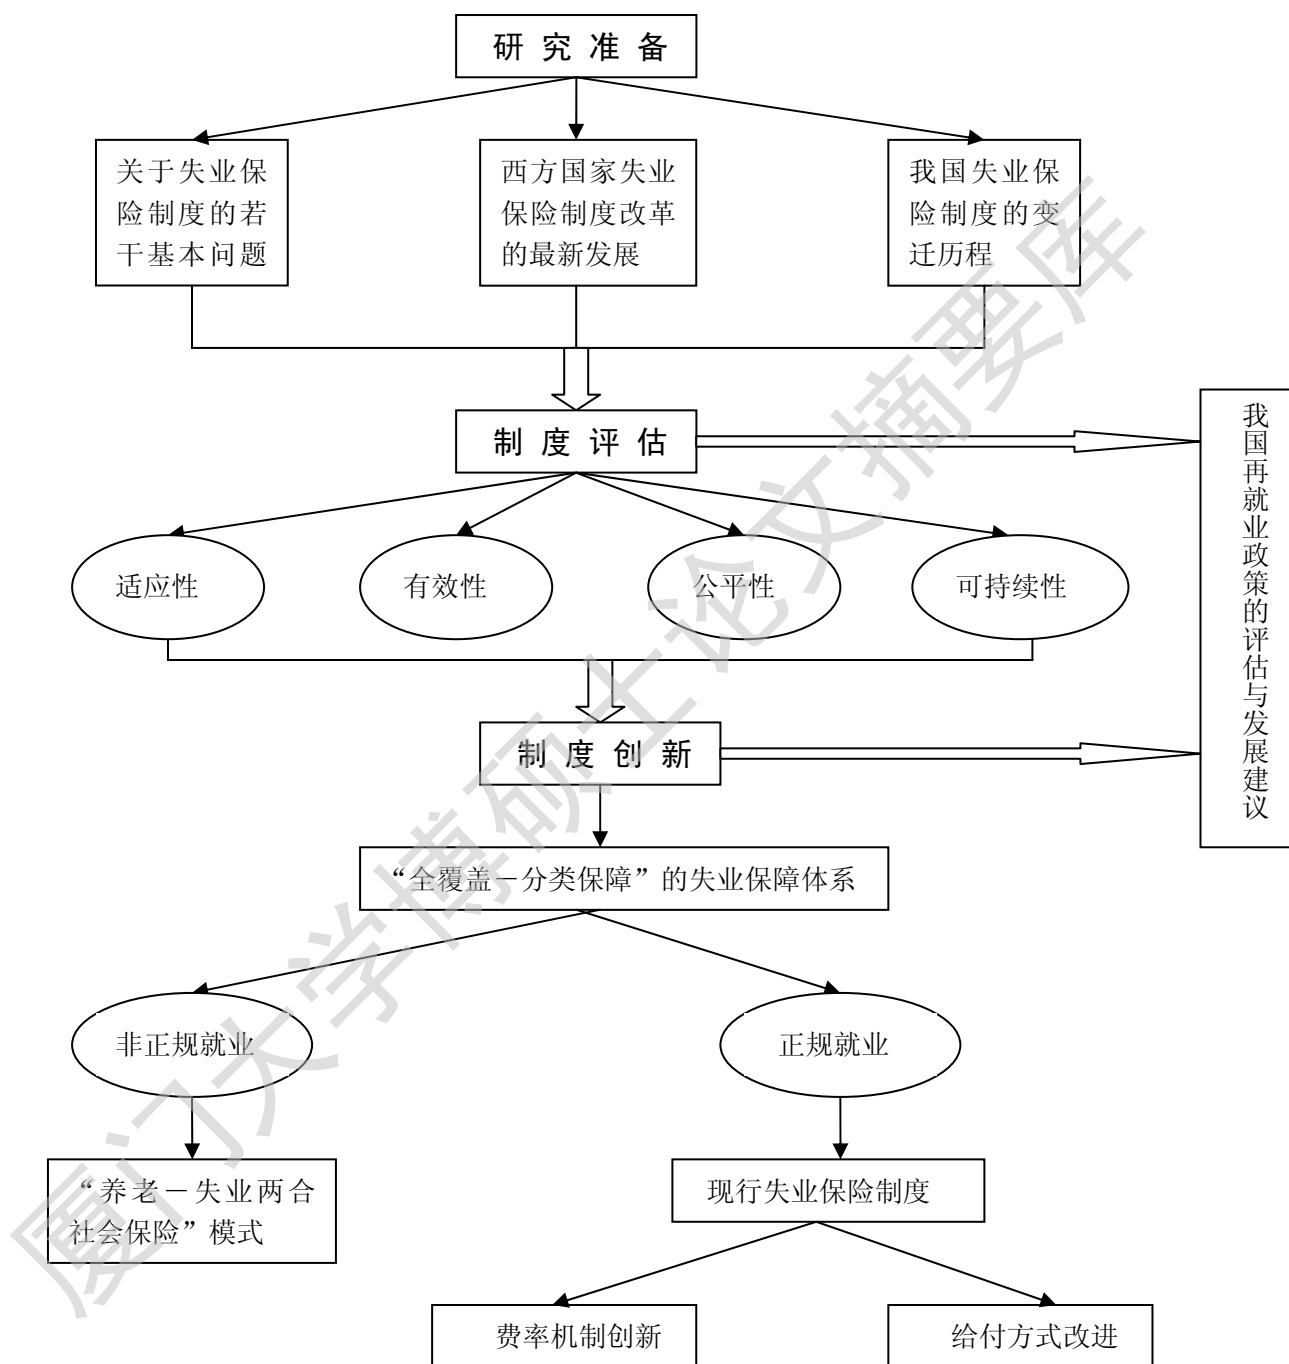 研究准备
关于失业保
险制度的若
干基本问题
西方国家失业
保险制度改革
的最新发展
我国失业保
险制度的变
迁历程
制度评估
我国再就业政策的评估与发展建议
适应性
有效性
公平性
可持续性
制度创新
“全覆盖－分类保障”的失业保障体系
非正规就业
正规就业
“养老－失业两合
社会保险”模式
现行失业保险制度
费率机制创新
给付方式改进
厦门大学博硕士论文摘要库